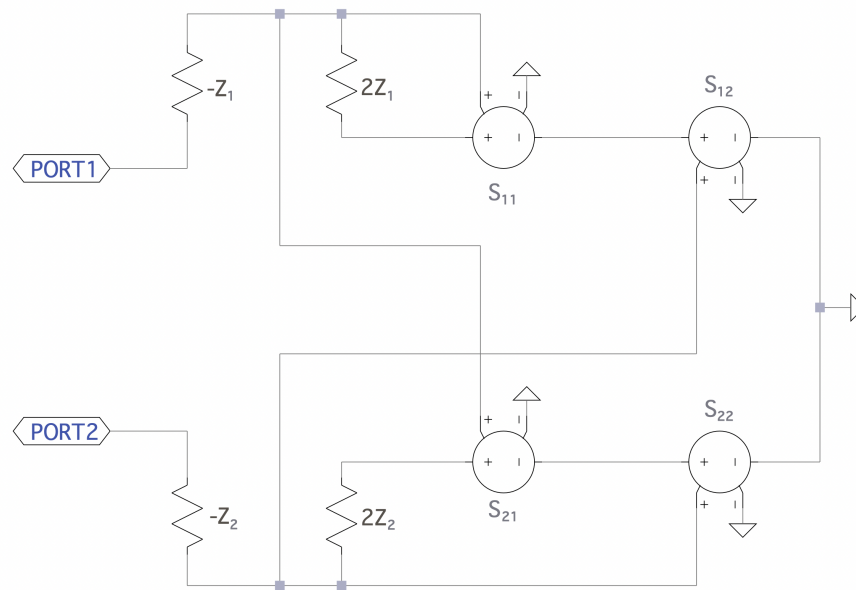 S₁₂
-Z₁
2Z₁
+ −
+ −
+ −
PORT1
+ −
S₁₁
+ −
S₂₂
PORT2
+ −
+ −
S₂₁
-Z₂
2Z₂
+ −